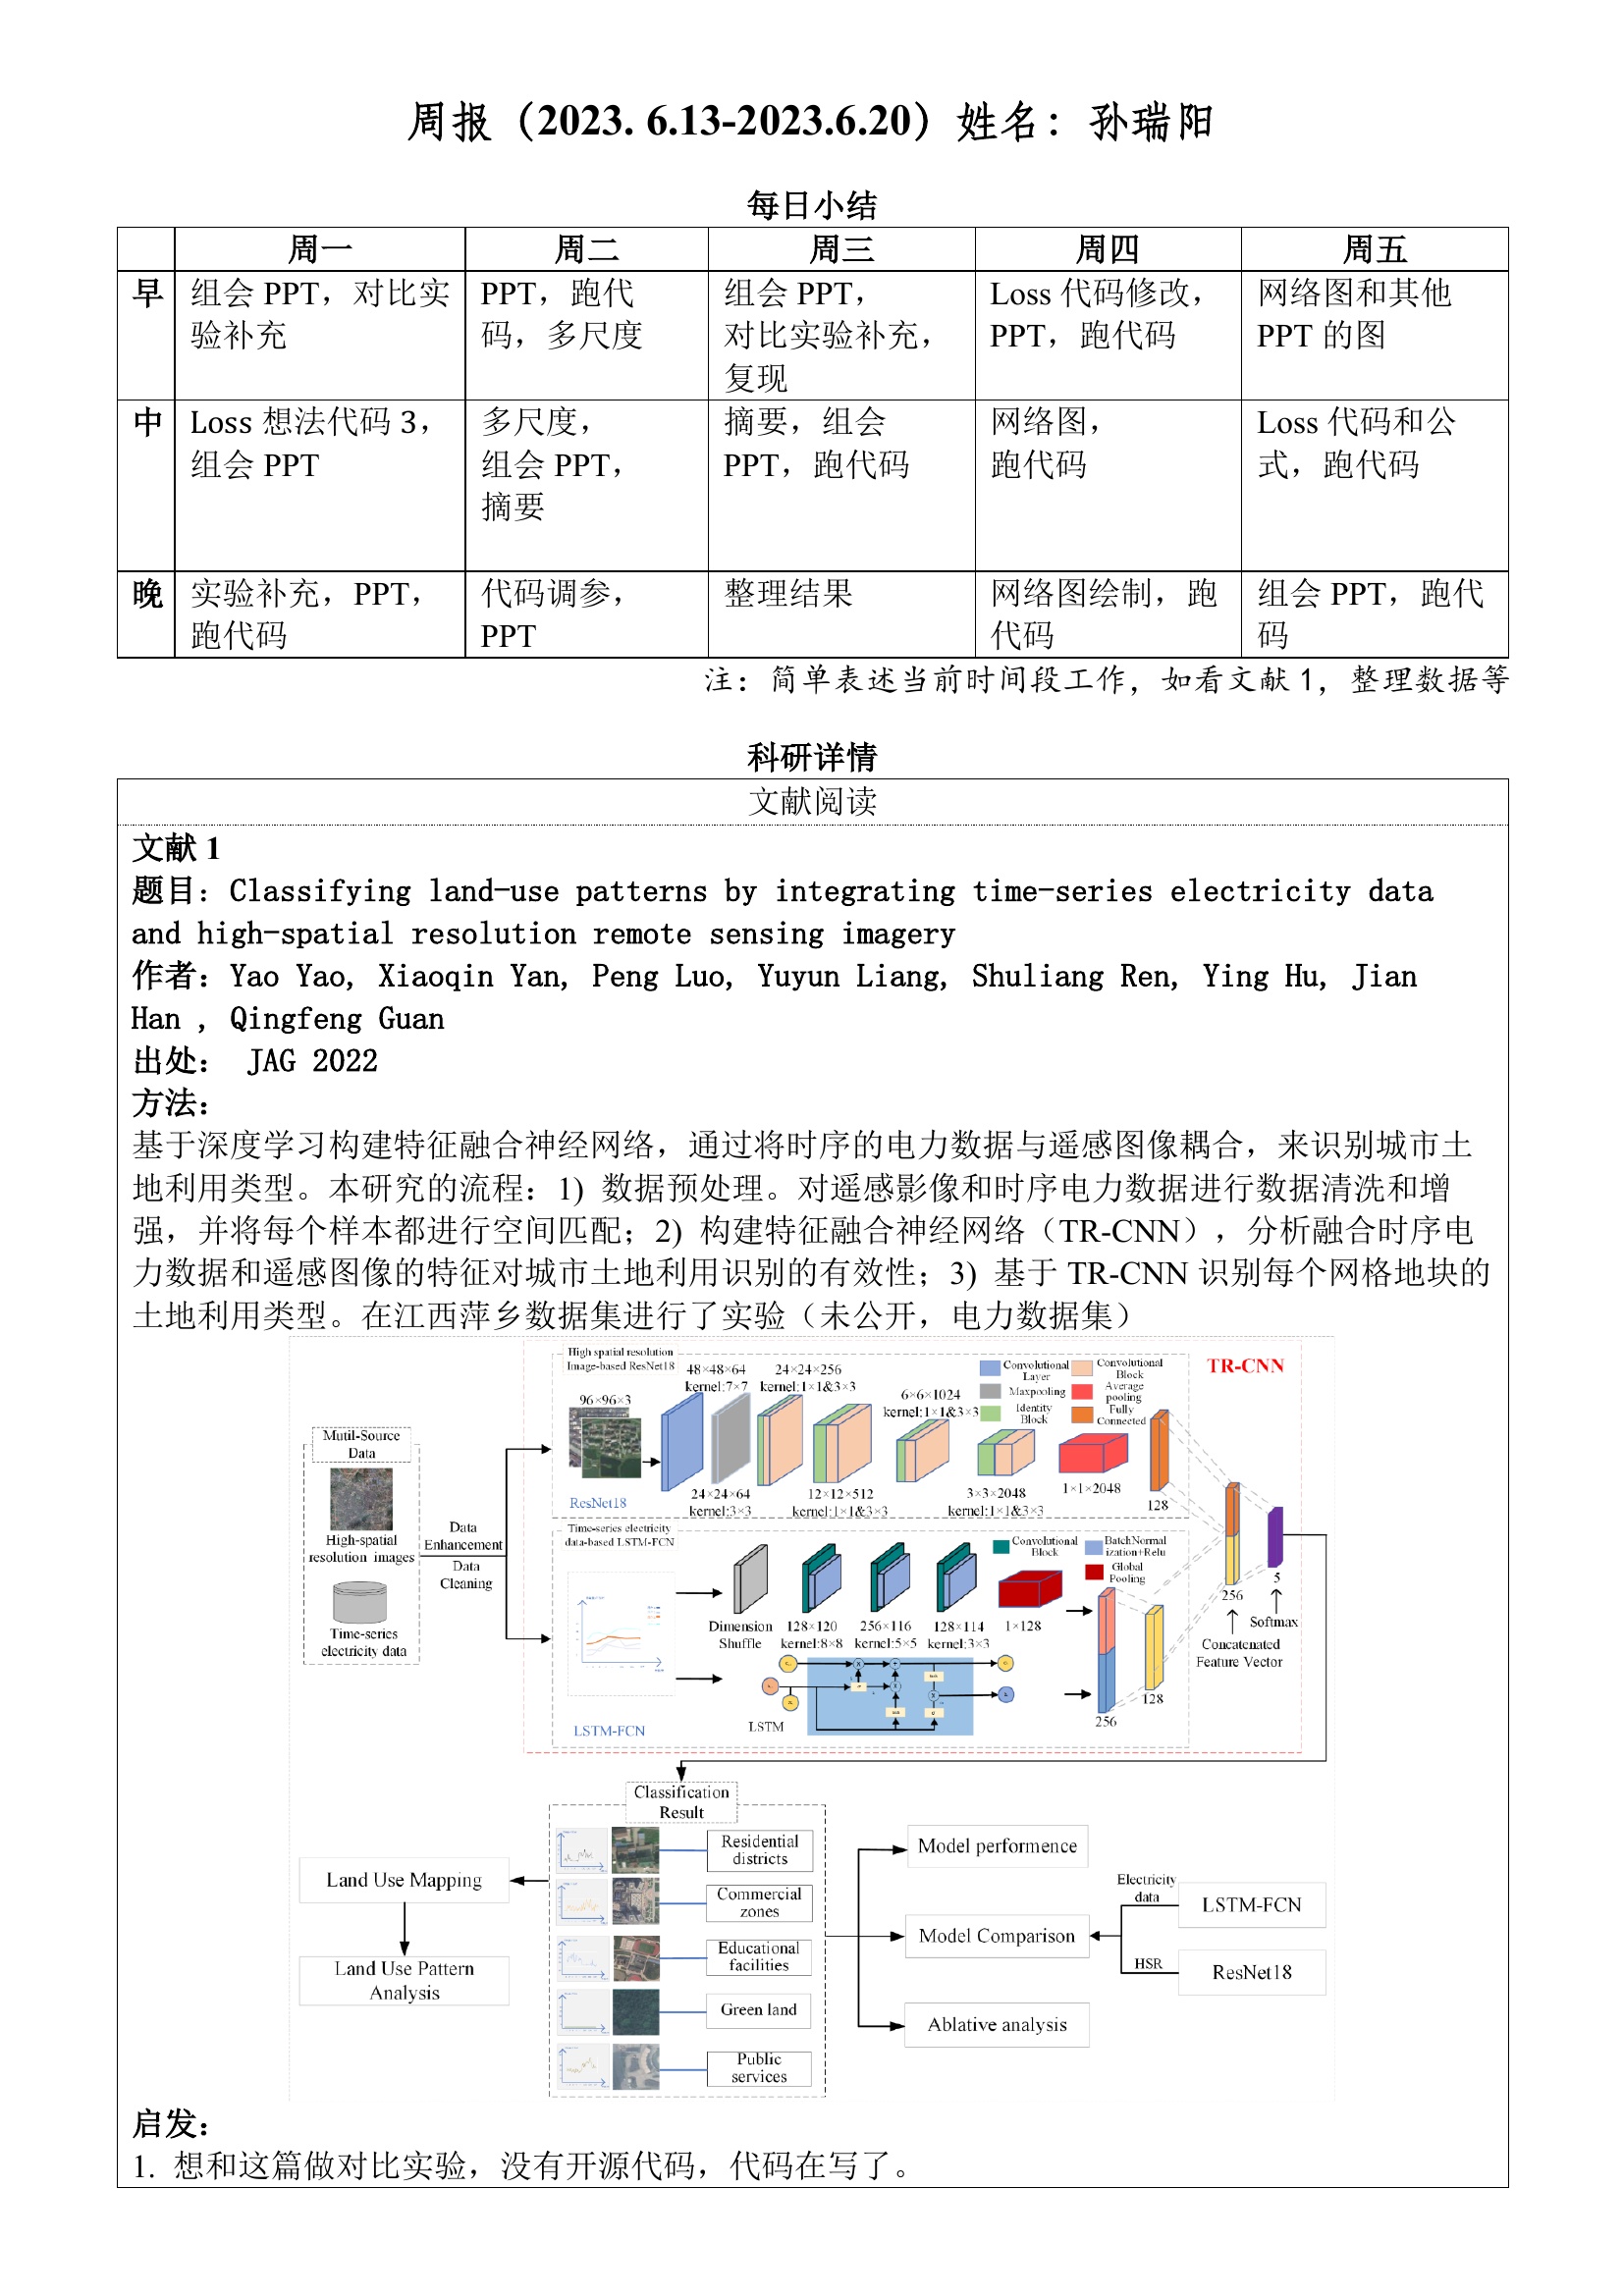 周报（2023. 6.13-2023.6.20）姓名：孙瑞阳
每日小结
周一 周二 周三 周四 周五
早
组会 PPT，对比实
验补充
PPT，跑代
码，多尺度
组会 PPT，
对比实验补充，
复现
Loss 代码修改，
PPT，跑代码
网络图和其他
PPT 的图
中
Loss 想法代码 3，
组会 PPT
多尺度，
组会 PPT，
摘要
摘要，组会
PPT，跑代码
网络图，
跑代码
Loss 代码和公
式，跑代码
晚
实验补充，PPT，
跑代码
代码调参，
PPT
整理结果
网络图绘制，跑
代码
组会 PPT，跑代
码
注：简单表述当前时间段工作，如看文献 1，整理数据等
科研详情
文献阅读
文献 1
题目：Classifying land-use patterns by integrating time-series electricity data
and high-spatial resolution remote sensing imagery
作者：Yao Yao, Xiaoqin Yan, Peng Luo, Yuyun Liang, Shuliang Ren, Ying Hu, Jian
Han , Qingfeng Guan
出处： JAG 2022
方法：
基于深度学习构建特征融合神经网络，通过将时序的电力数据与遥感图像耦合，来识别城市土
地利用类型。本研究的流程：1) 数据预处理。对遥感影像和时序电力数据进行数据清洗和增
强，并将每个样本都进行空间匹配；2) 构建特征融合神经网络（TR-CNN），分析融合时序电
力数据和遥感图像的特征对城市土地利用识别的有效性；3) 基于 TR-CNN 识别每个网格地块的
土地利用类型。在江西萍乡数据集进行了实验（未公开，电力数据集）
High spatial resolution
Image-based ResNet18
96×96×3
48×48×64
kernel:7×7
24×24×256
kernel:1×1&3×3
6×6×1024
kernel:1×1&3×3
Convolutional
Layer
Convolutional
Block
Maxpooling
Average
pooling
Identity
Block
Fully
Connected
TR-CNN
ResNet18
24×24×64
kernel:3×3
12×12×512
kernel:1×1&3×3
3×3×2048
kernel:1×1&3×3
1×1×2048
128
Mutil-Source
Data
High-spatial
resolution images
Time-series
electricity data
Data
Enhancement
Data
Cleaning
Time-series electricity
data-based LSTM-FCN
Convolutional
Block
BatchNormal
ization+Relu
Global
Pooling
Dimension
Shuffle
128×120
kernel:8×8
256×116
kernel:5×5
128×114
kernel:3×3
1×128
LSTM
LSTM-FCN
256
128
256
5
Softmax
Concatenated
Feature Vector
Classification
Result
Residential
districts
Commercial
zones
Educational
facilities
Green land
Public
services
Land Use Mapping
Land Use Pattern
Analysis
Model performence
Model Comparison
Ablative analysis
Electricity
data
HSR
LSTM-FCN
ResNet18
启发：
1. 想和这篇做对比实验，没有开源代码，代码在写了。